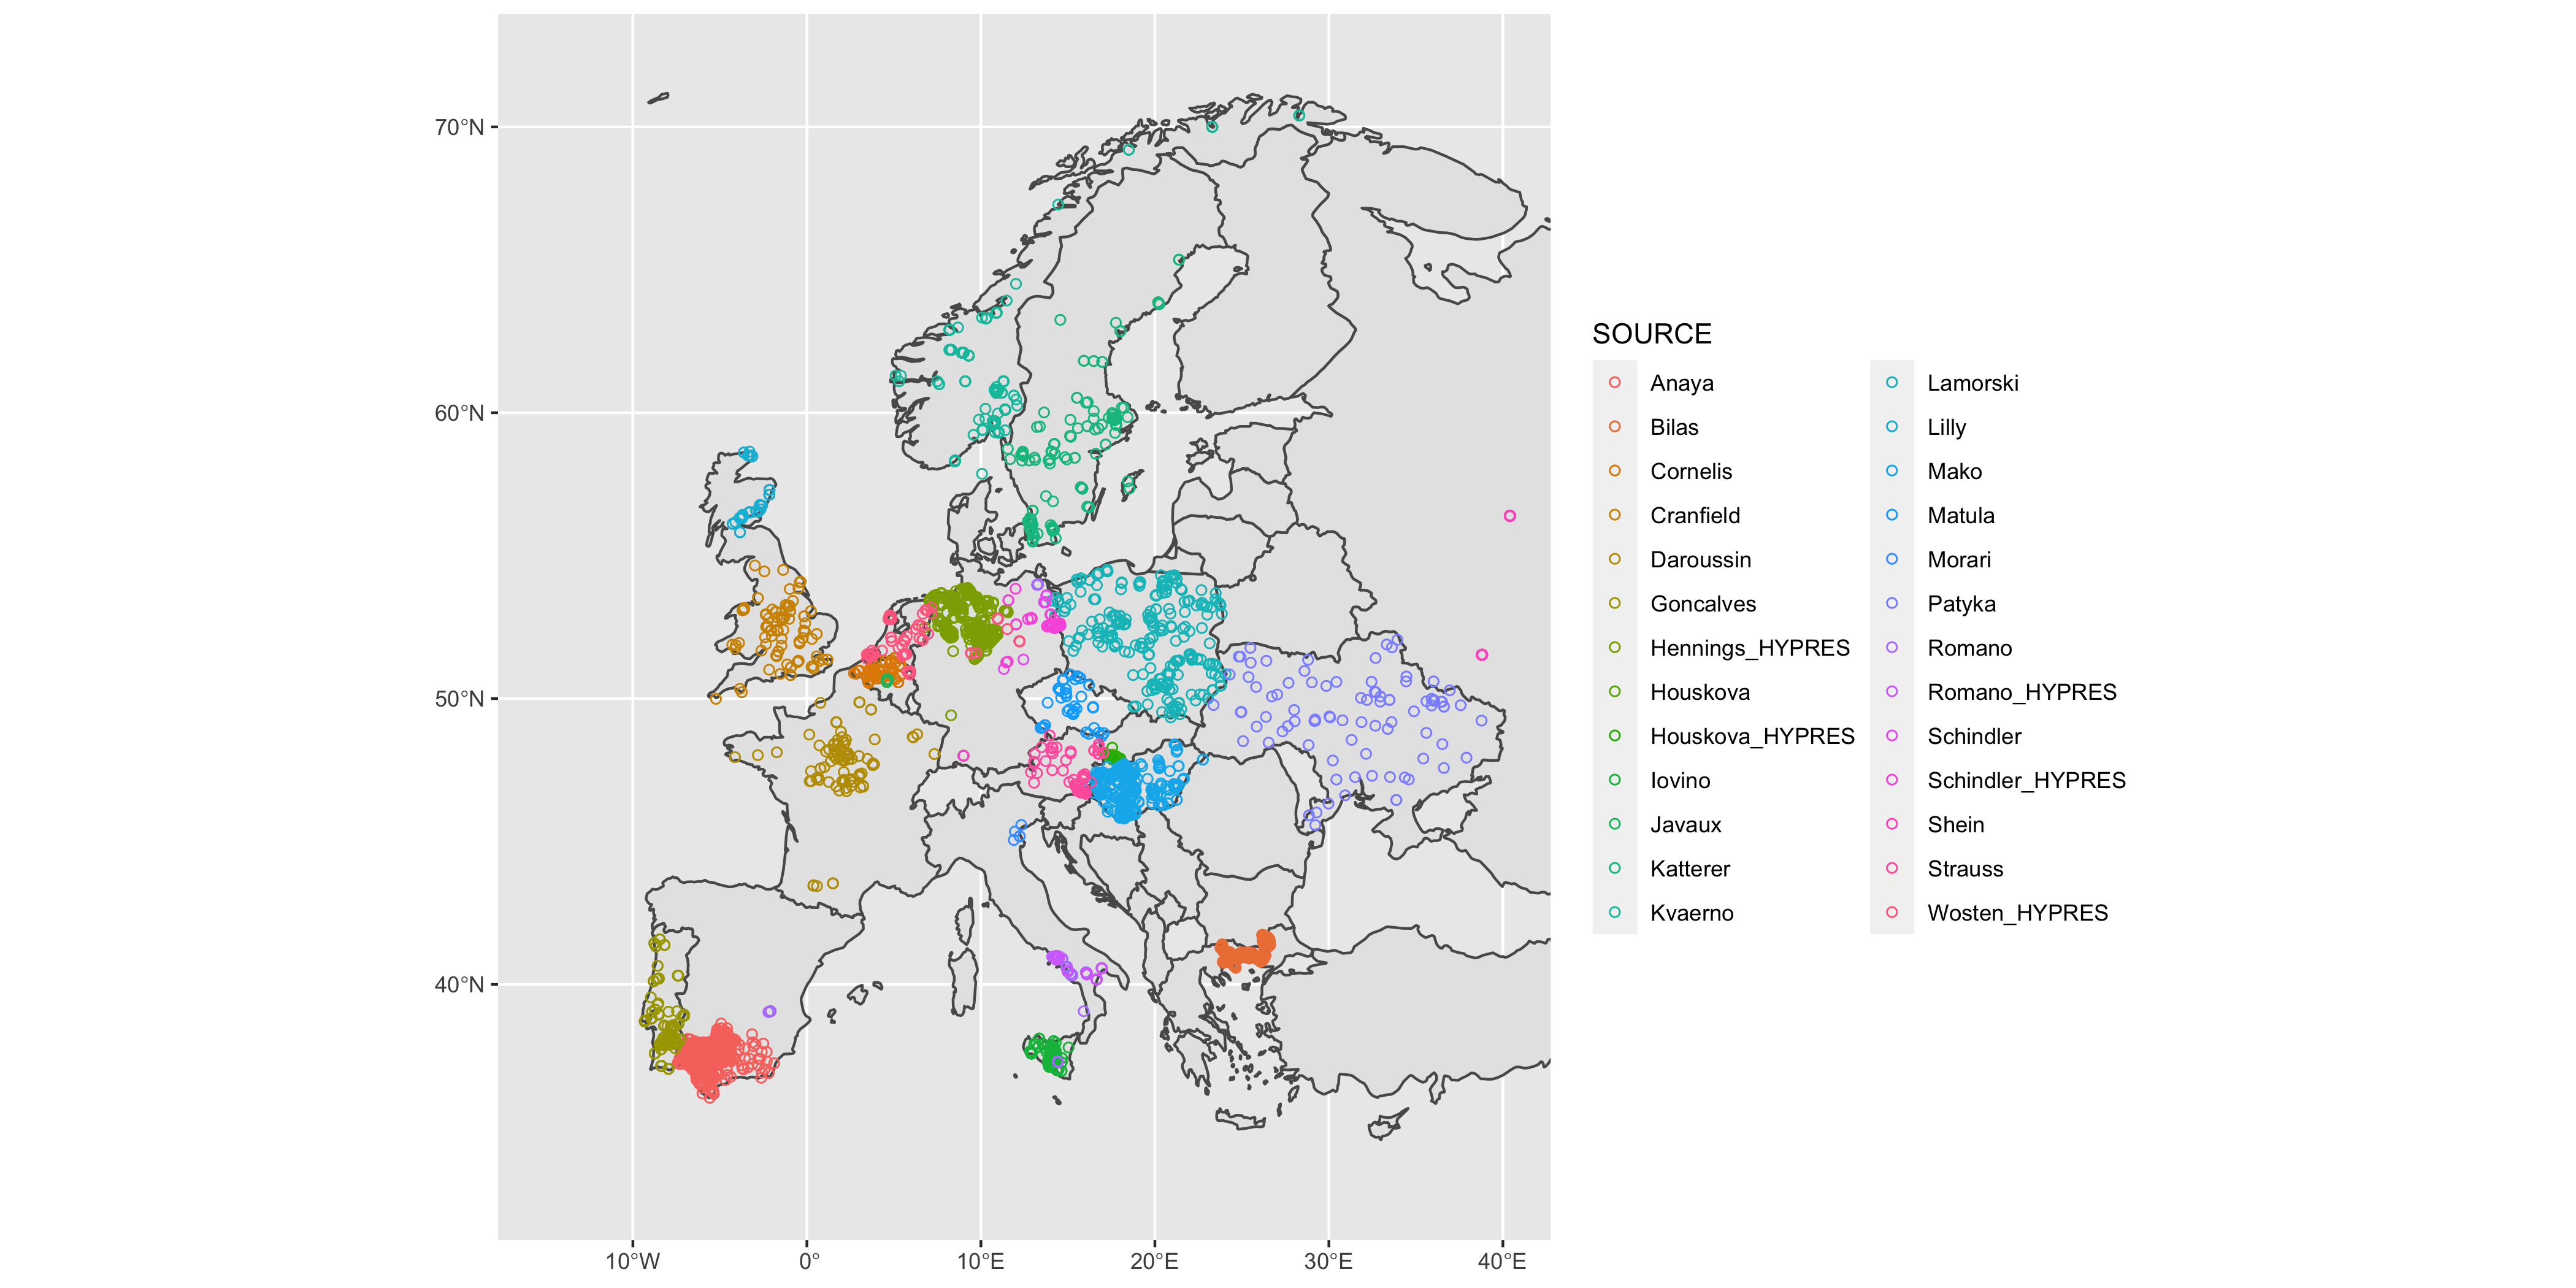 70°N
60°N
50°N
40°N
10°W
0°
10°E
20°E
30°E
40°E
SOURCE
Anaya
Bilas
Cornelis
Cranfield
Daroussin
Goncalves
Hennings_HYPRES
Houskova
Houskova_HYPRES
Iovino
Javaux
Katterer
Kvaerno
Lamorski
Lilly
Mako
Matula
Morari
Patyka
Romano
Romano_HYPRES
Schindler
Schindler_HYPRES
Shein
Strauss
Wosten_HYPRES